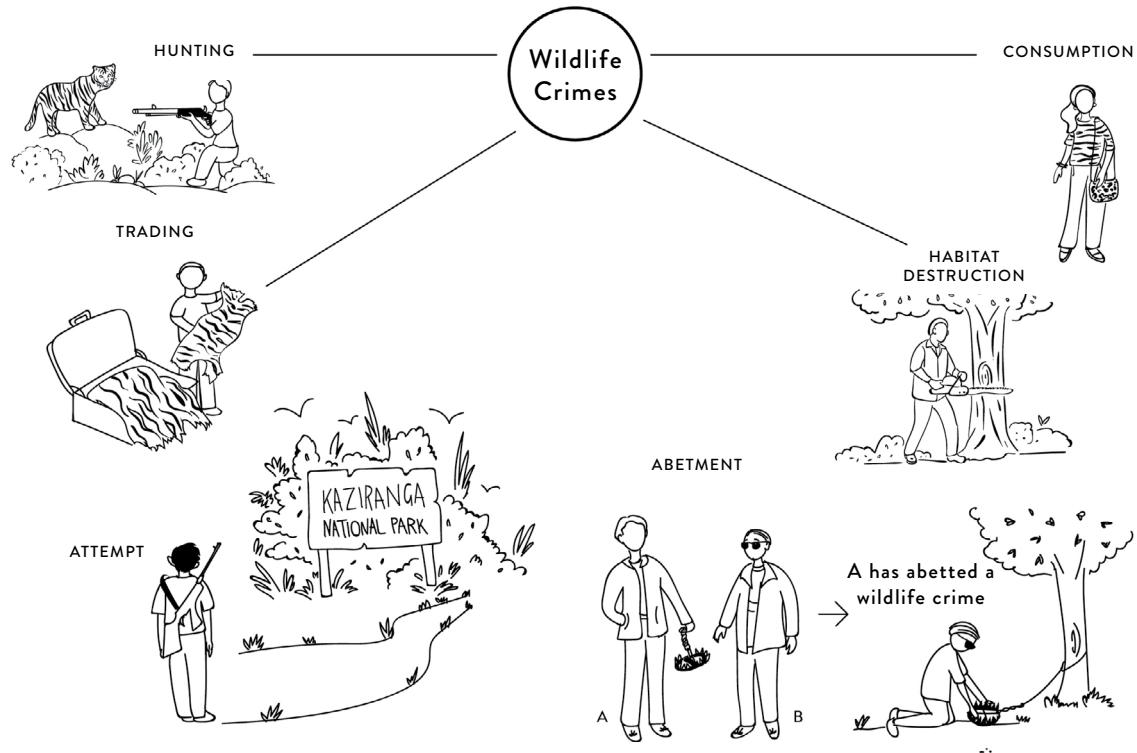 Wildlife
Crimes
HUNTING
CONSUMPTION
TRADING
HABITAT
DESTRUCTION
KAZIRANGA
NATIONAL PARK
ATTEMPT
ABETMENT
A
B
A has abetted a
wildlife crime